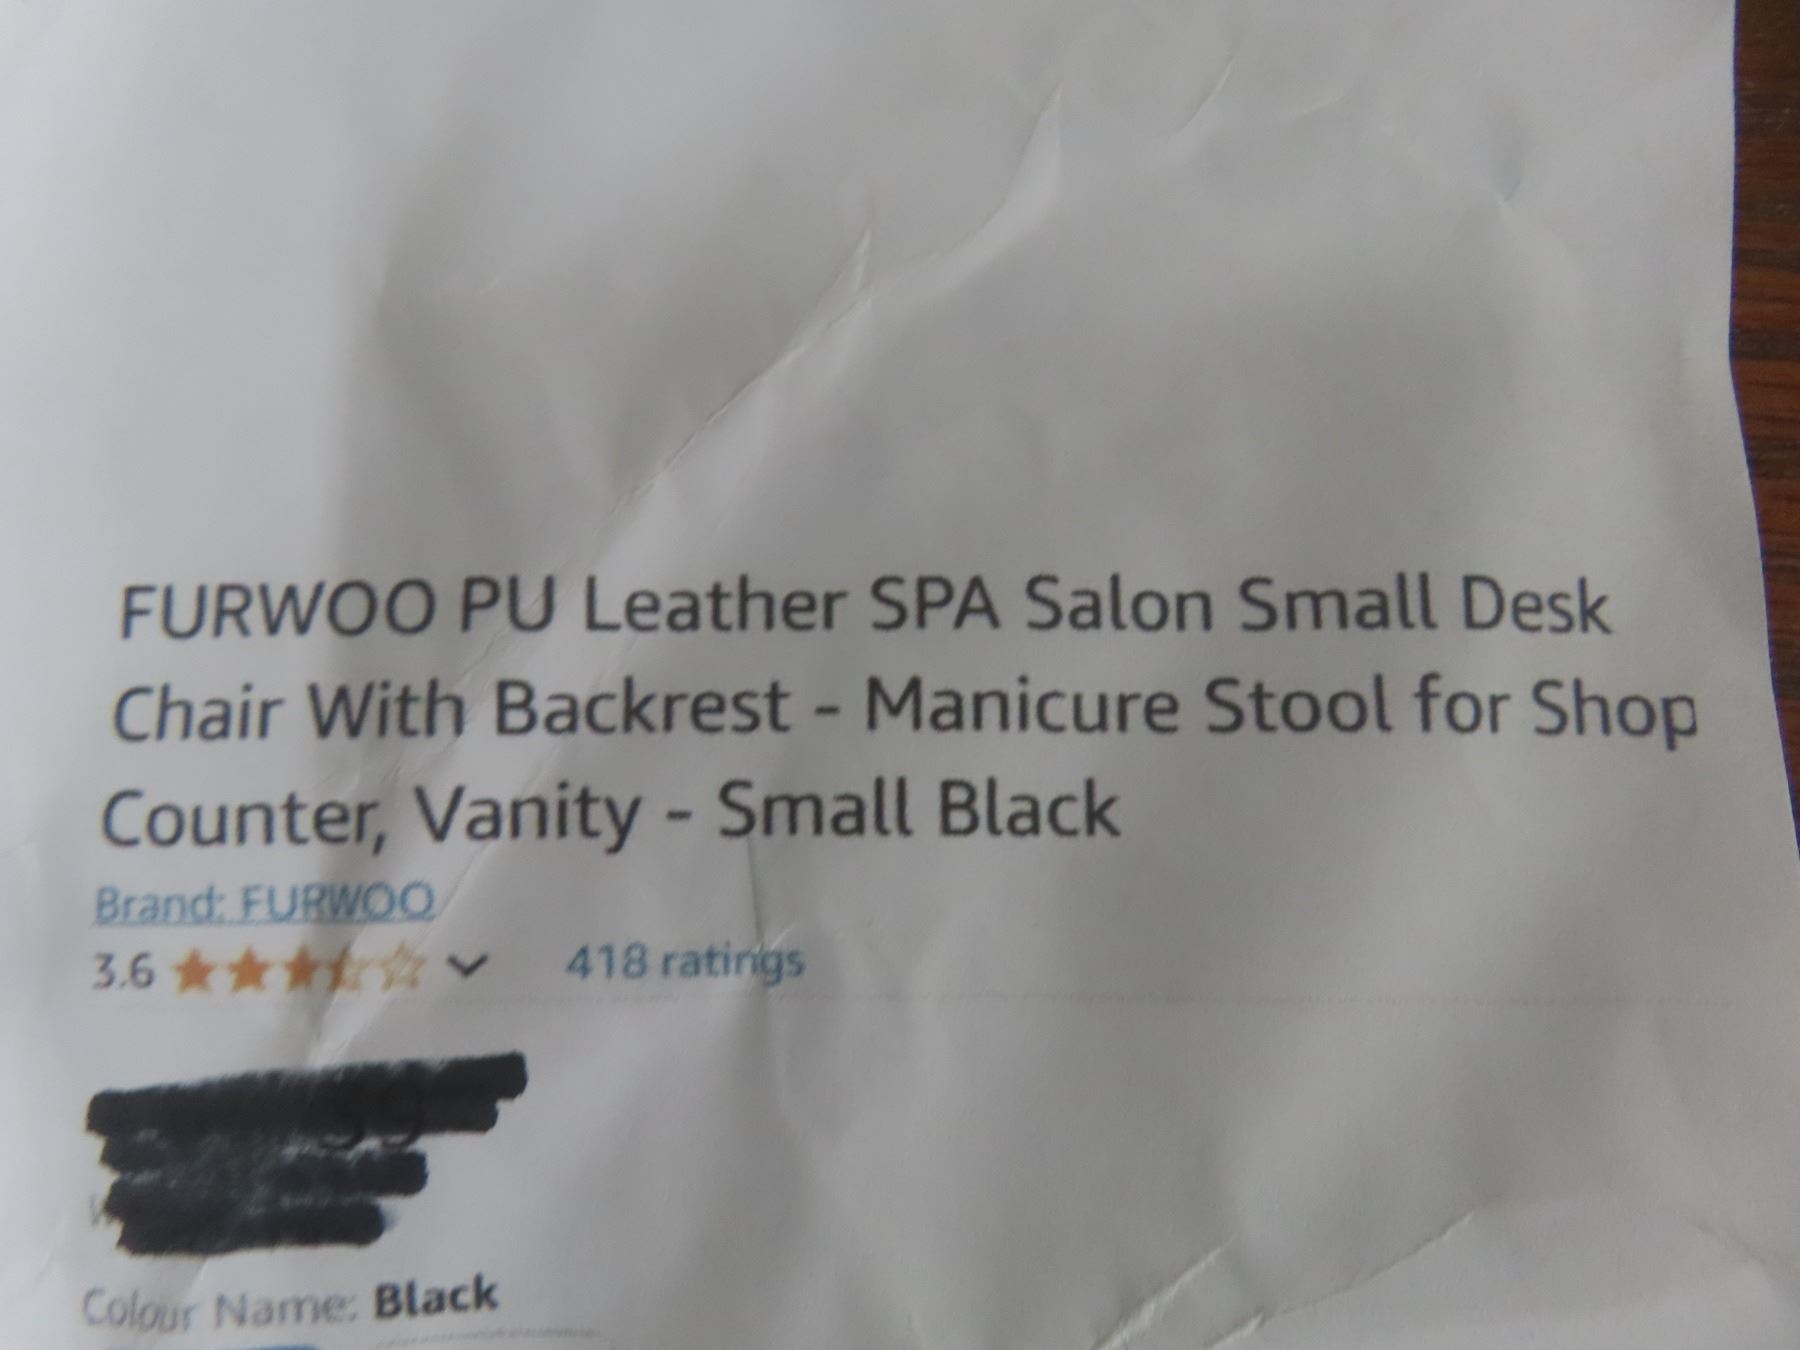 FURWOO PU Leather SPA Salon Small Desk
Chair With Backrest - Manicure Stool for Shop
Counter, Vanity - Small Black
Brand: FURWOO
3.6 418 ratings
Colour Name: Black